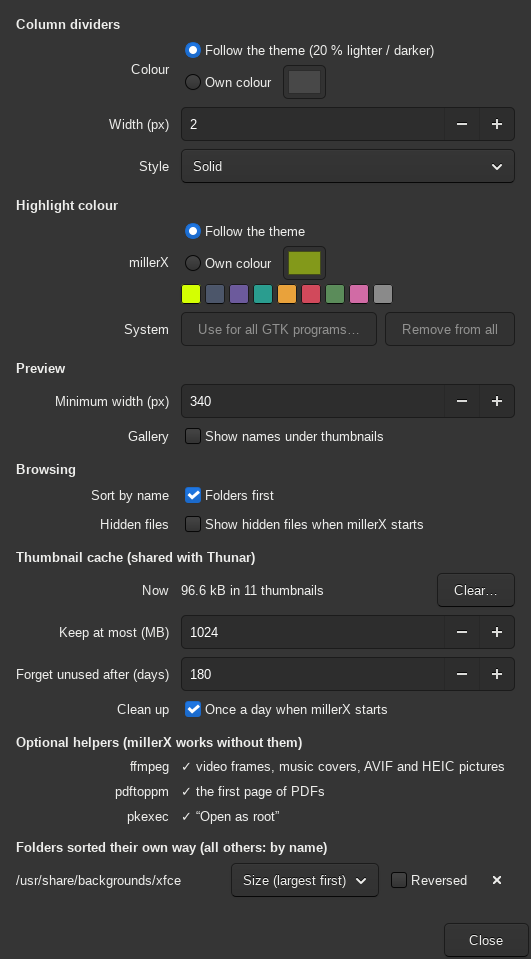 Column dividers
Colour
Follow the theme (20 % lighter / darker)
Own colour
Width (px) 2
Style Solid
Highlight colour
Follow the theme
millerX
Own colour
System Use for all GTK programs… Remove from all
Preview
Minimum width (px) 340
Gallery Show names under thumbnails
Browsing
Sort by name Folders first
Hidden files Show hidden files when millerX starts
Thumbnail cache (shared with Thunar)
Now 96.6 kB in 11 thumbnails Clear…
Keep at most (MB) 1024
Forget unused after (days) 180
Clean up Once a day when millerX starts
Optional helpers (millerX works without them)
ffmpeg ✓ video frames, music covers, AVIF and HEIC pictures
pdftoppm ✓ the first page of PDFs
pkexec ✓ “Open as root”
Folders sorted their own way (all others: by name)
/usr/share/backgrounds/xfce Size (largest first) Reversed
Close